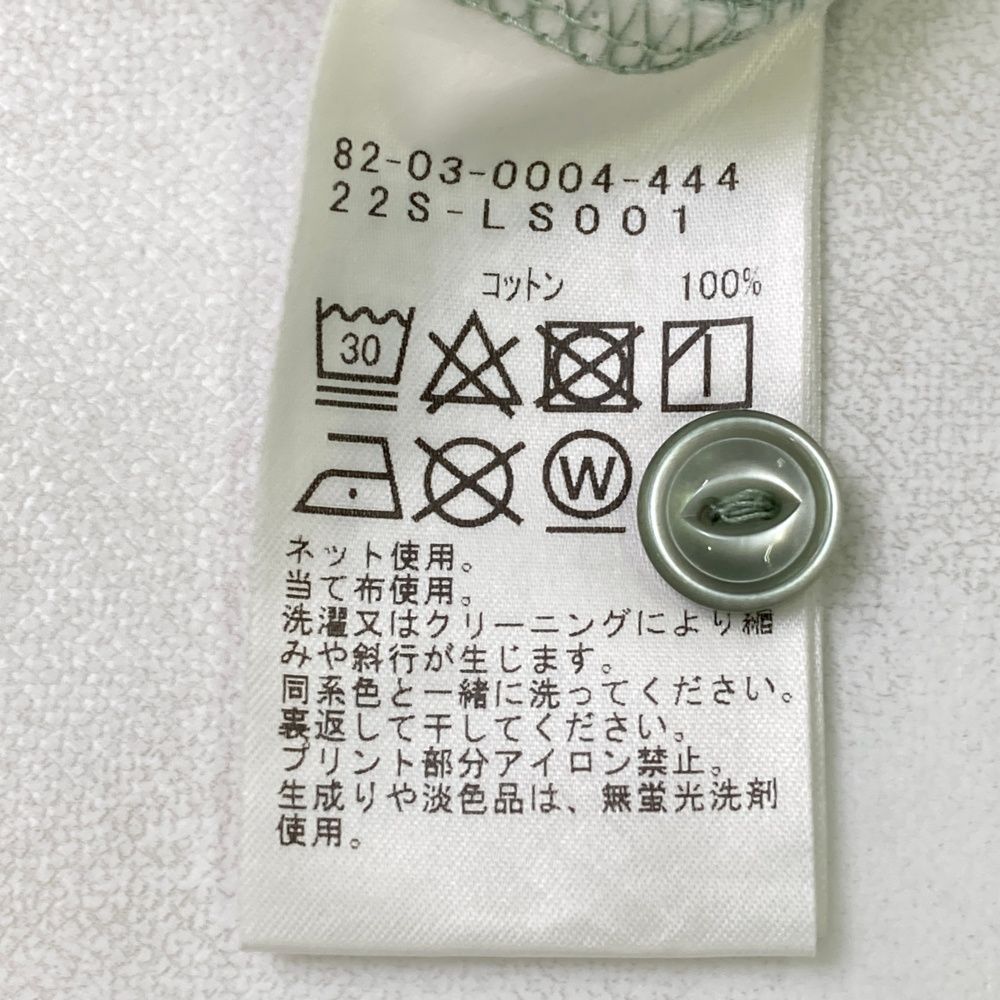 82-03-0004-444
22S-LS001
コットン 100%
30
W
ネット使用。
当て布使用。
洗濯又はクリーニングにより縮
みや斜行が生じます。
同系色と一緒に洗ってください。
裏返して干してください。
プリント部分アイロン禁止。
生成りや淡色品は、無蛍光洗剤
使用。